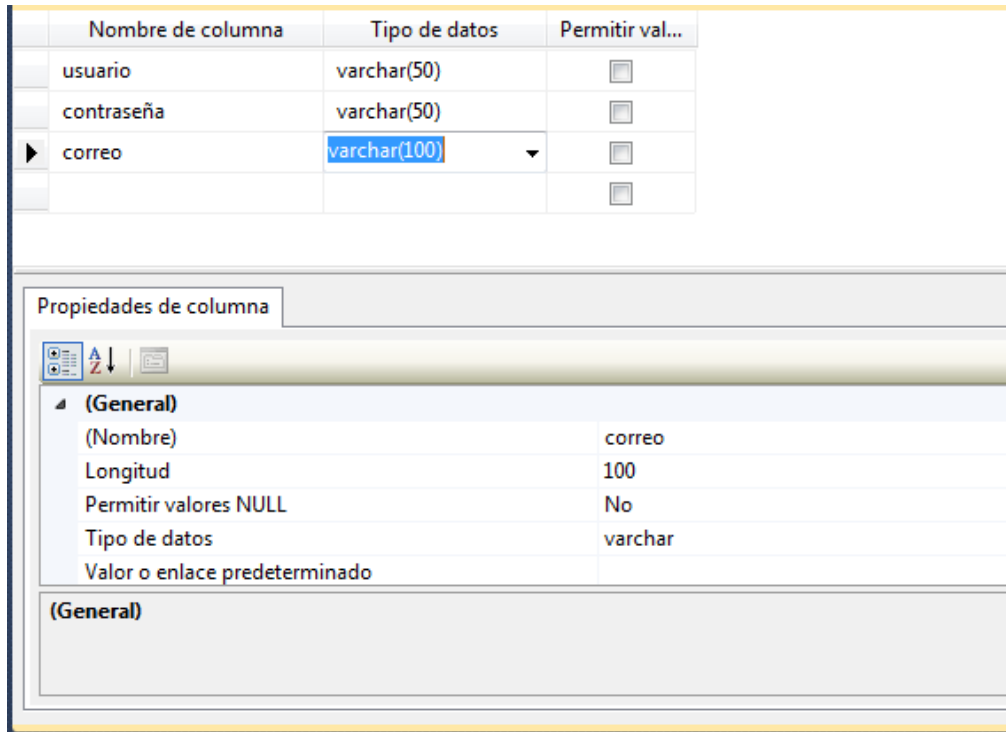 Nombre de columna Tipo de datos Permitir val...
usuario varchar(50)
contraseña varchar(50)
correo varchar(100)
Propiedades de columna
A
Z
(General)
(Nombre) correo
Longitud 100
Permitir valores NULL No
Tipo de datos varchar
Valor o enlace predeterminado
(General)